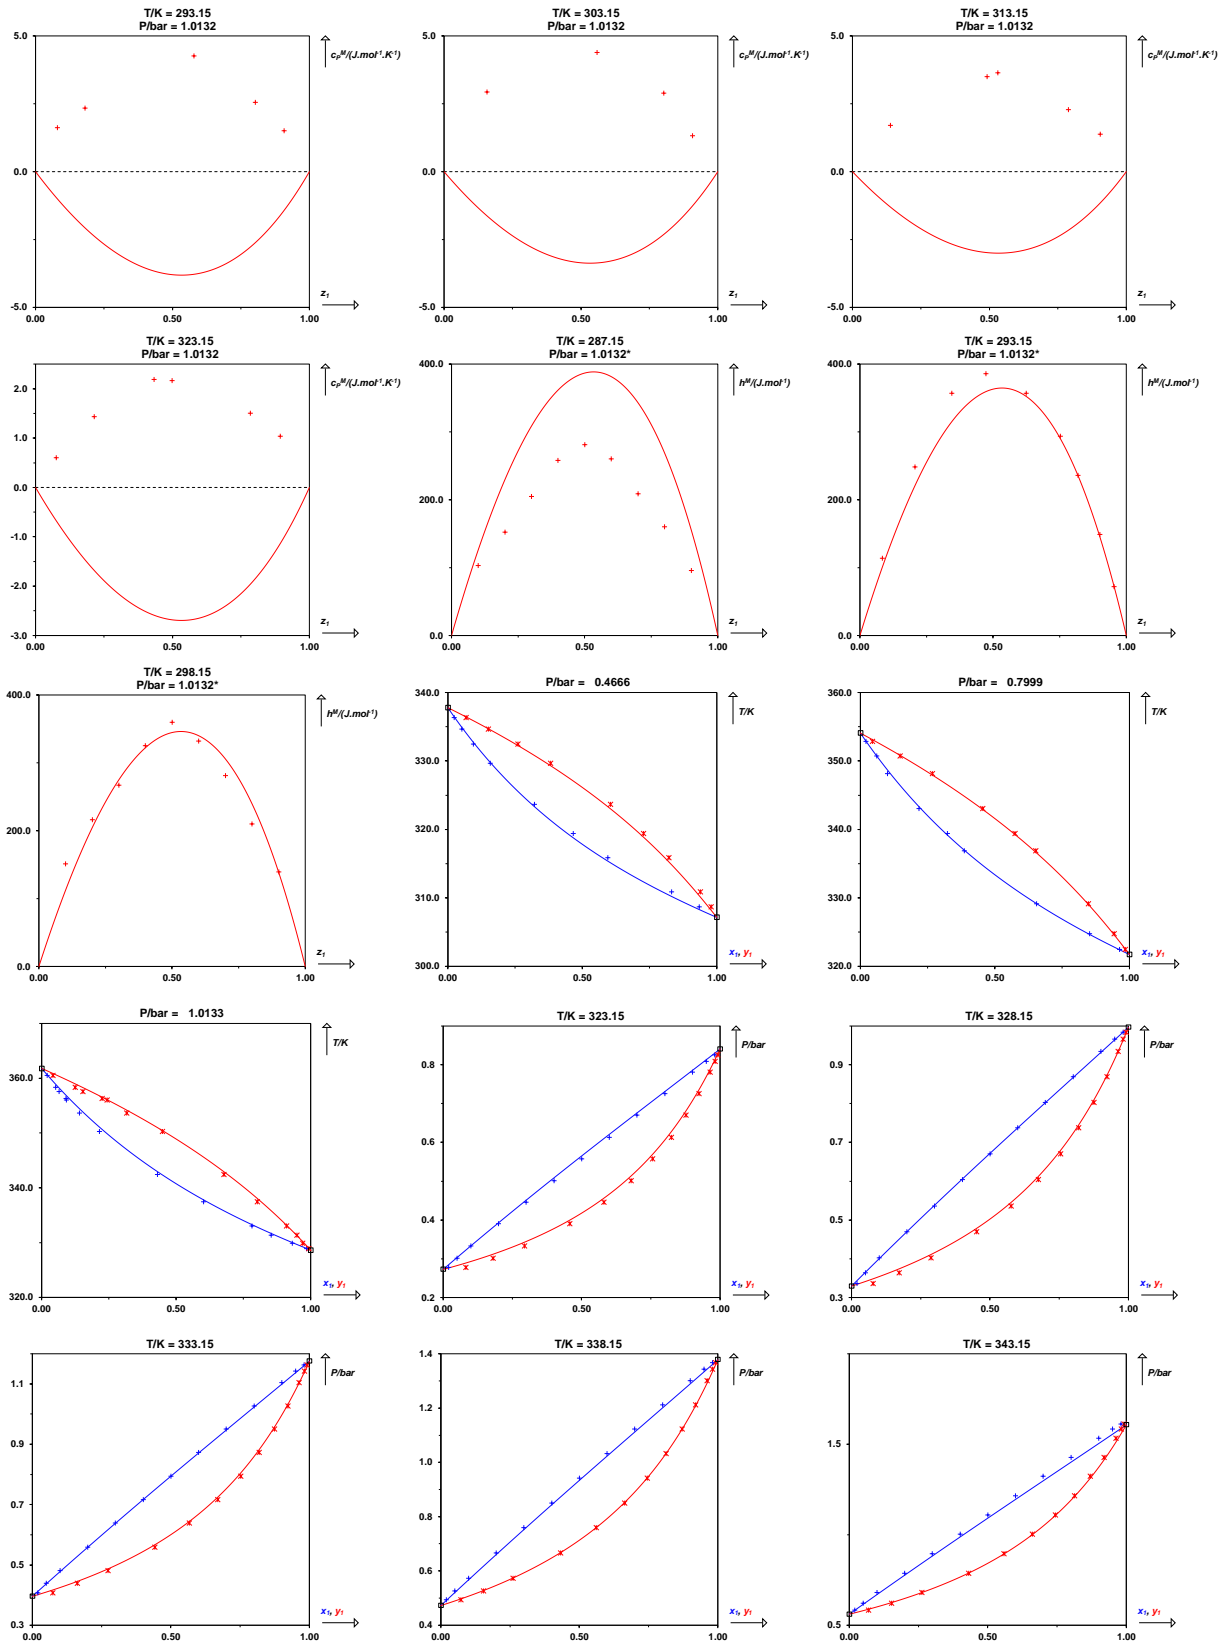 T/K = 293.15
P/bar = 1.0132
5.0
0.0
-5.0
0.00 0.50 1.00
cₚᴹ/(J.mol⁻¹.K⁻¹)
z₁
T/K = 303.15
P/bar = 1.0132
5.0
0.0
-5.0
0.00 0.50 1.00
cₚᴹ/(J.mol⁻¹.K⁻¹)
z₁
T/K = 313.15
P/bar = 1.0132
5.0
0.0
-5.0
0.00 0.50 1.00
cₚᴹ/(J.mol⁻¹.K⁻¹)
z₁
T/K = 323.15
P/bar = 1.0132
2.0
1.0
0.0
-1.0
-2.0
-3.0
0.00 0.50 1.00
cₚᴹ/(J.mol⁻¹.K⁻¹)
z₁
T/K = 287.15
P/bar = 1.0132*
400.0
200.0
0.0
0.00 0.50 1.00
hᴹ/(J.mol⁻¹)
z₁
T/K = 293.15
P/bar = 1.0132*
400.0
200.0
0.0
0.00 0.50 1.00
hᴹ/(J.mol⁻¹)
z₁
T/K = 298.15
P/bar = 1.0132*
400.0
200.0
0.0
0.00 0.50 1.00
hᴹ/(J.mol⁻¹)
z₁
P/bar = 0.4666
340.0
330.0
320.0
310.0
300.0
0.00 0.50 1.00
T/K
x₁, y₁
P/bar = 0.7999
360.0
350.0
340.0
330.0
320.0
0.00 0.50 1.00
T/K
x₁, y₁
P/bar = 1.0133
360.0
340.0
320.0
0.00 0.50 1.00
T/K
x₁, y₁
T/K = 323.15
0.8
0.6
0.4
0.2
0.00 0.50 1.00
P/bar
x₁, y₁
T/K = 328.15
0.9
0.7
0.5
0.3
0.00 0.50 1.00
P/bar
x₁, y₁
T/K = 333.15
1.1
0.9
0.7
0.5
0.3
0.00 0.50 1.00
P/bar
x₁, y₁
T/K = 338.15
1.4
1.2
1.0
0.8
0.6
0.4
0.00 0.50 1.00
P/bar
x₁, y₁
T/K = 343.15
1.5
0.5
0.00 0.50 1.00
P/bar
x₁, y₁